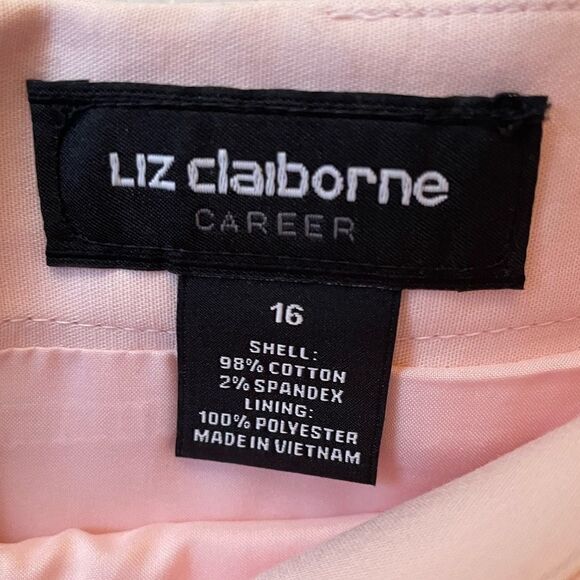 LIZ claiborne
CAREER
16
SHELL:
98% COTTON
2% SPANDEX
LINING:
100% POLYESTER
MADE IN VIETNAM